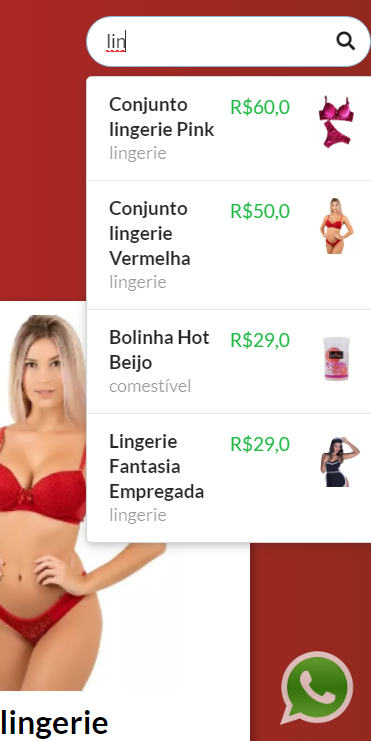 lin
Conjunto
lingerie Pink
R$60,0
lingerie
Conjunto
lingerie
Vermelha
R$50,0
lingerie
Bolinha Hot
Beijo
R$29,0
comestível
Lingerie
Fantasia
Empregada
R$29,0
lingerie
lingerie